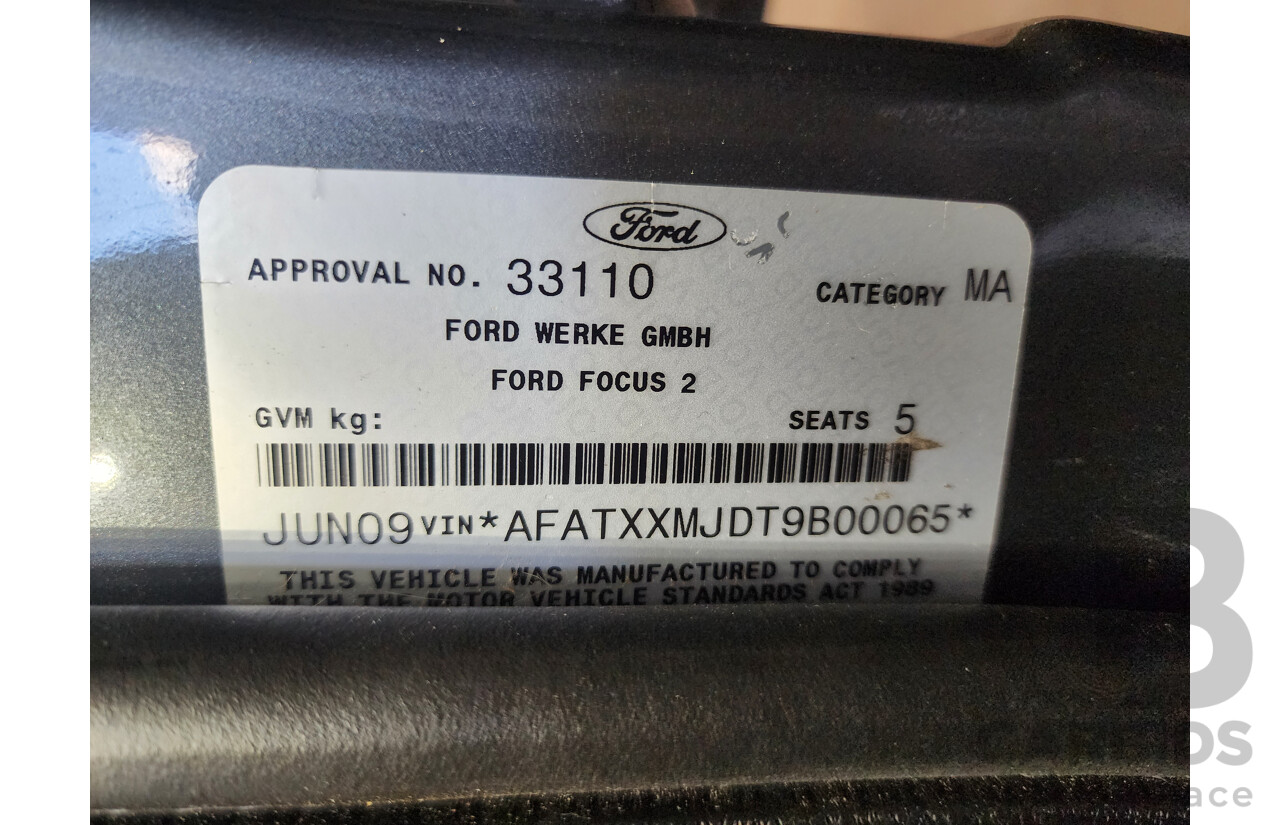 Ford
APPROVAL NO. 33110 CATEGORY MA
FORD WERKE GMBH
FORD FOCUS 2
GVM kg: SEATS 5
JUN09 VIN*AFATXXMJDT9B00065*
THIS VEHICLE WAS MANUFACTURED TO COMPLY
WITH THE MOTOR VEHICLE STANDARDS ACT 1989